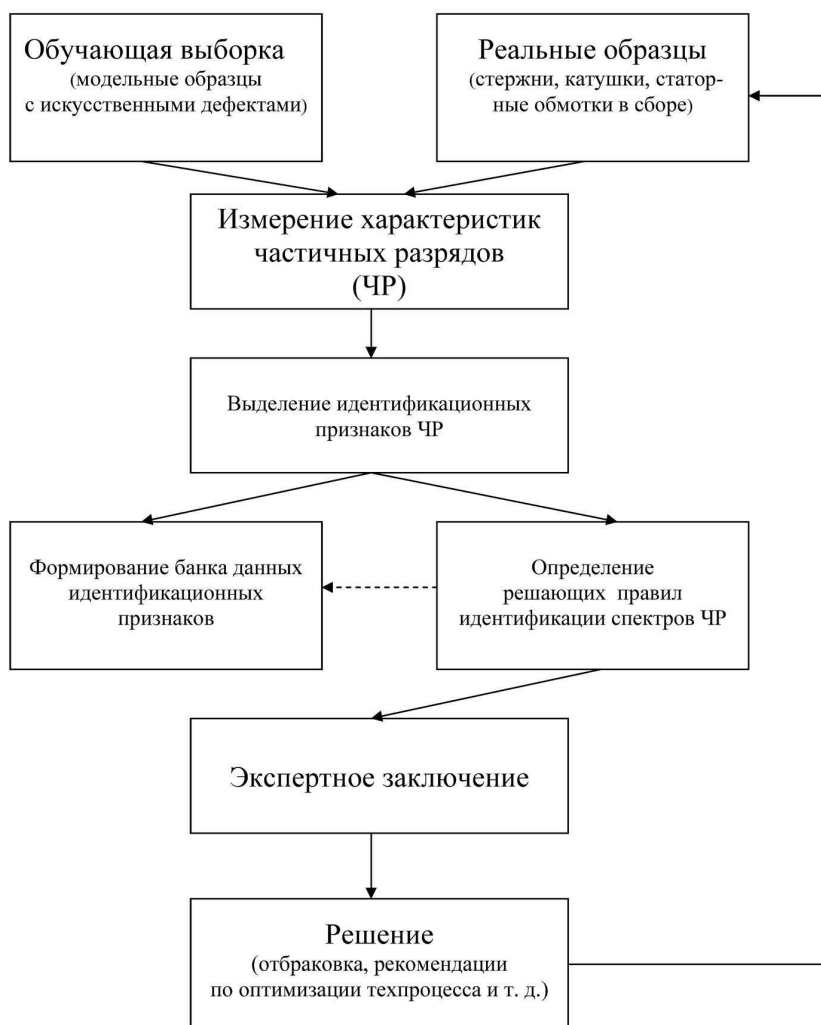 Обучающая выборка
(модельные образцы
с искусственными дефектами)
Реальные образцы
(стержни, катушки, статор-
ные обмотки в сборе)
Измерение характеристик
частичных разрядов
(ЧР)
Выделение идентификационных
признаков ЧР
Формирование банка данных
идентификационных
признаков
Определение
решающих правил
идентификации спектров ЧР
Экспертное заключение
Решение
(отбраковка, рекомендации
по оптимизации техпроцесса и т. д.)